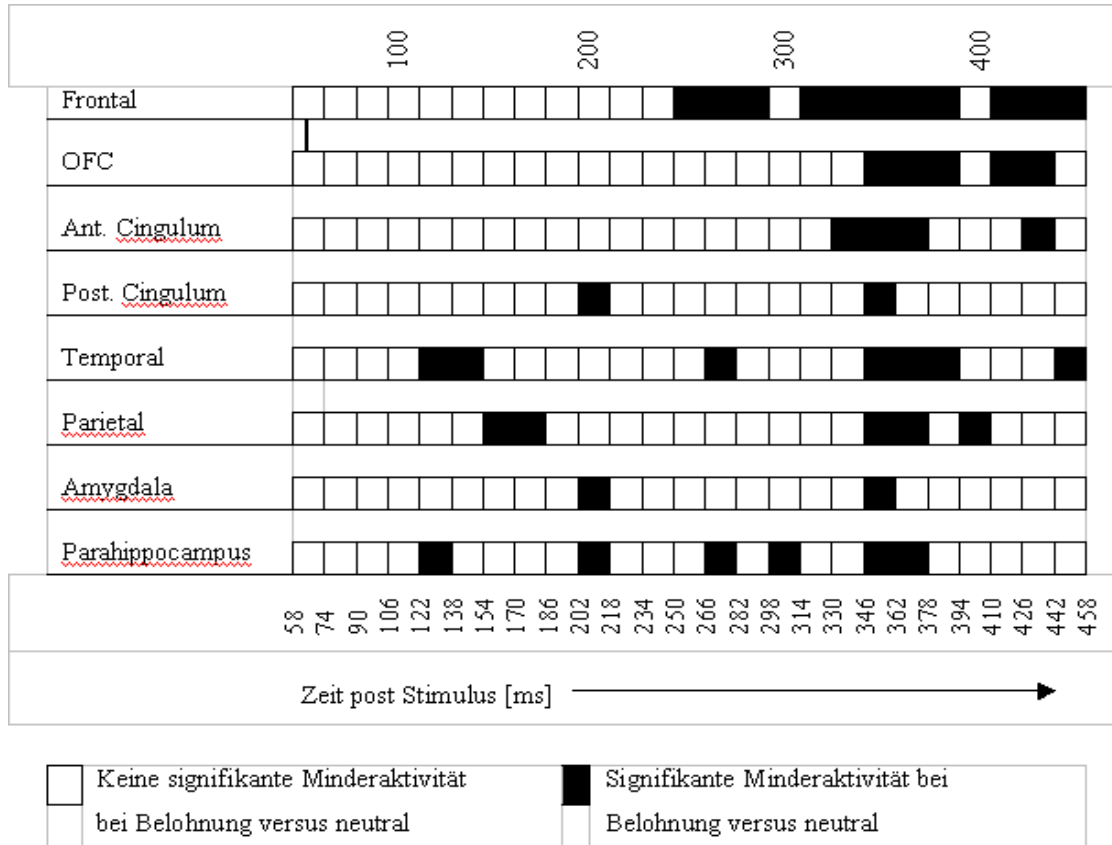 100 200 300 400
Frontal
OFC
Ant. Cingulum
Post. Cingulum
Temporal
Parietal
Amygdala
Parahippocampus
58 74 90 106 122 138 154 170 186 202 218 234 250 266 282 298 314 330 346 362 378 394 410 426 442 458
Zeit post Stimulus [ms]
Keine signifikante Minderaktivität
bei Belohnung versus neutral
Signifikante Minderaktivität bei
Belohnung versus neutral